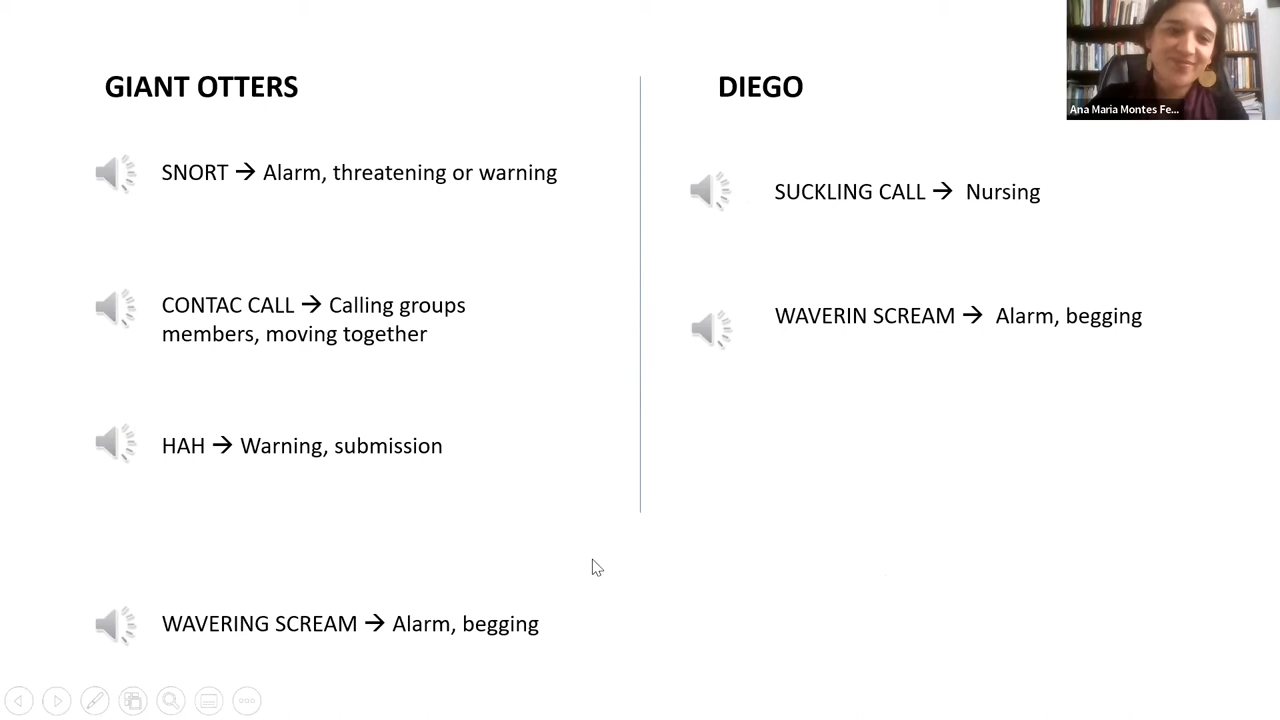 GIANT OTTERS
SNORT → Alarm, threatening or warning
CONTAC CALL → Calling groups
members, moving together
HAH → Warning, submission
WAVERING SCREAM → Alarm, begging
DIEGO
SUCKLING CALL → Nursing
WAVERIN SCREAM → Alarm, begging
Ana Maria Montes Fe...